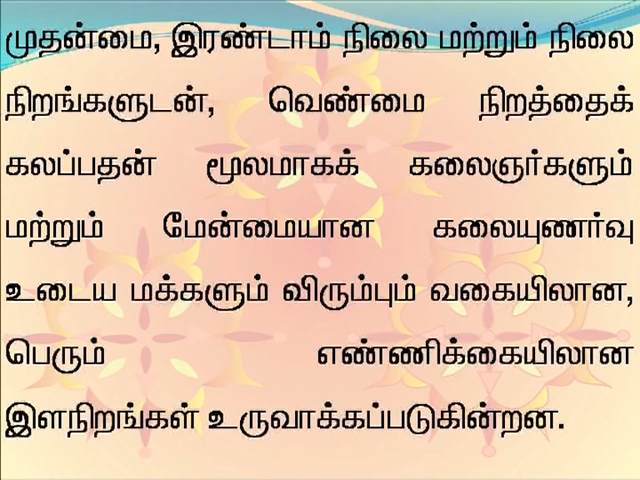 முதன்மை, இரண்டாம் நிலை மற்றும் நிலை
நிறங்களுடன், வெண்மை நிறத்தைக்
கலப்பதன் மூலமாகக் கலைஞர்களும்
மற்றும் மேன்மையான கலையுணர்வு
உடைய மக்களும் விரும்பும் வகையிலான,
பெரும் எண்ணிக்கையிலான
இளநிறங்கள் உருவாக்கப்படுகின்றன.